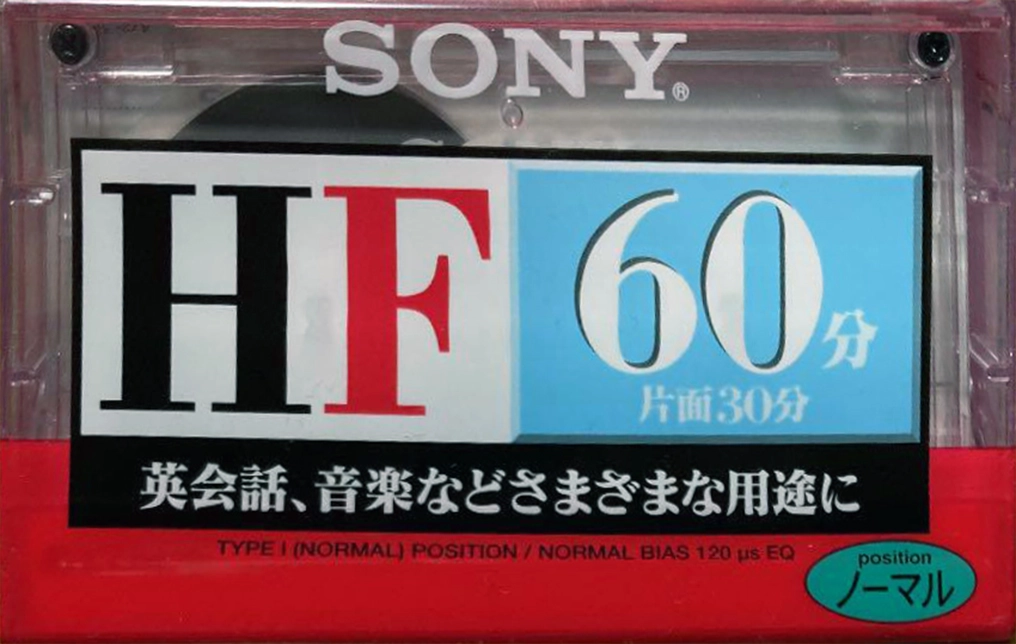 SONY®
HF
60分
片面30分
英会話、音楽などさまざまな用途に
TYPE I (NORMAL) POSITION / NORMAL BIAS 120 µs EQ
position
ノーマル